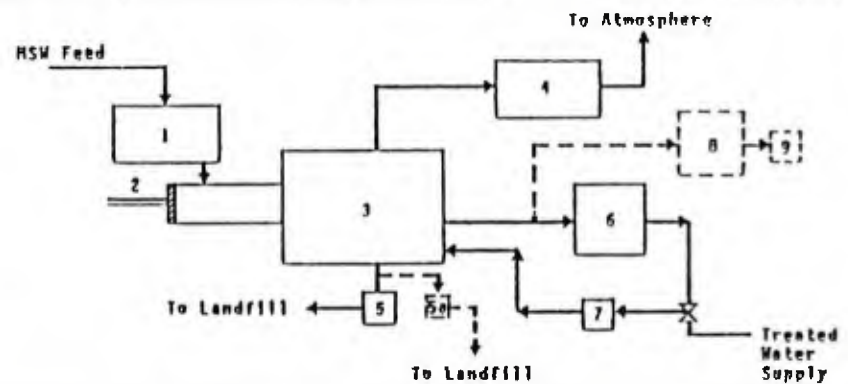 To Atmosphere
MSW Feed
4
1
8
9
2
3
6
To Landfill
5
5a
7
Treated
Water
Supply
To Landfill